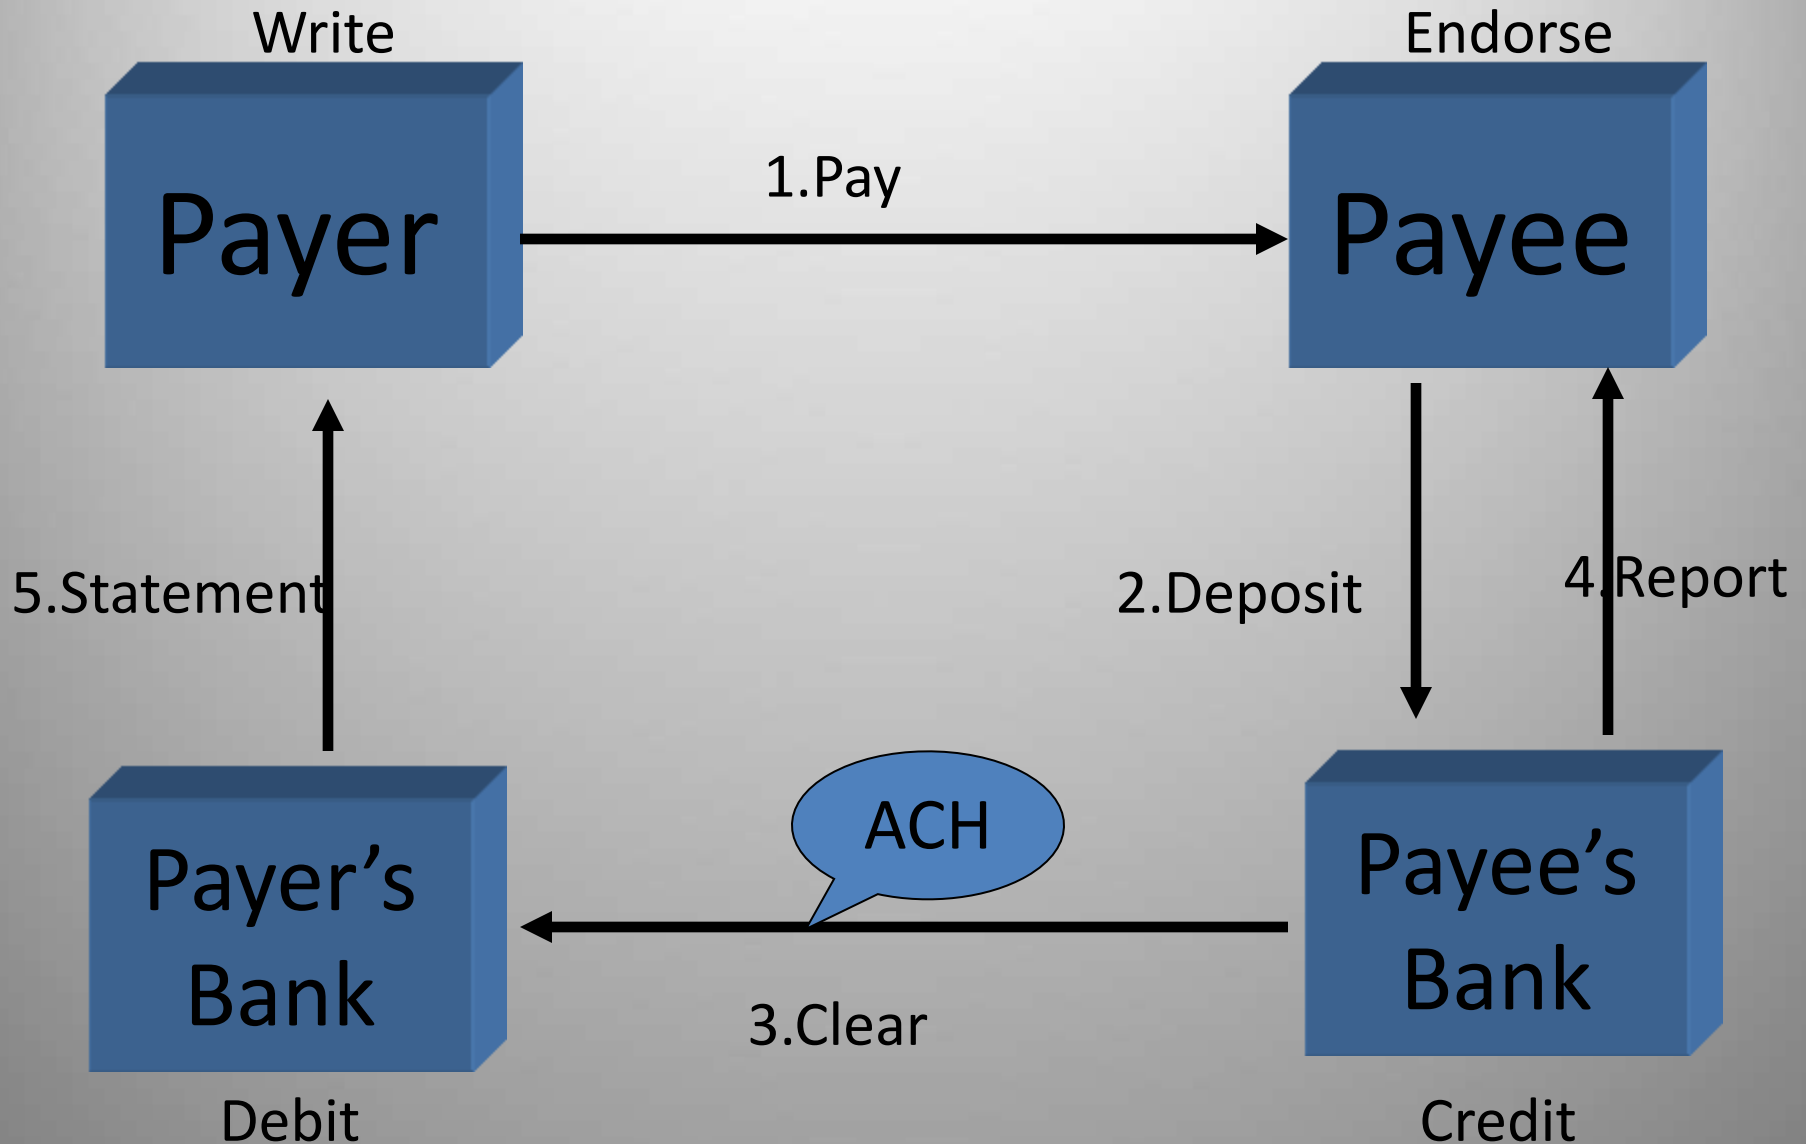 Write
Endorse
Payer
1.Pay
Payee
5.Statement
2.Deposit
4.Report
Payer’s
Bank
ACH
Payee’s
Bank
3.Clear
Debit
Credit